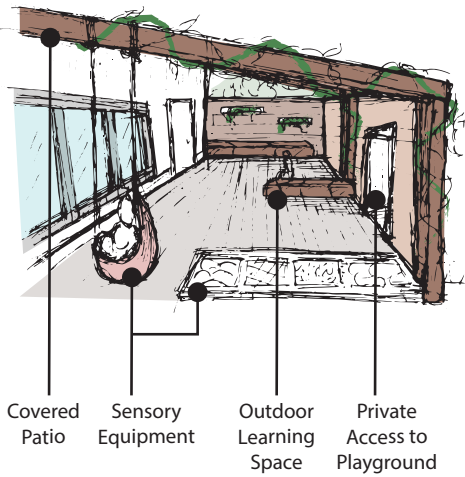 Covered
Patio
Sensory
Equipment
Outdoor
Learning
Space
Private
Access to
Playground